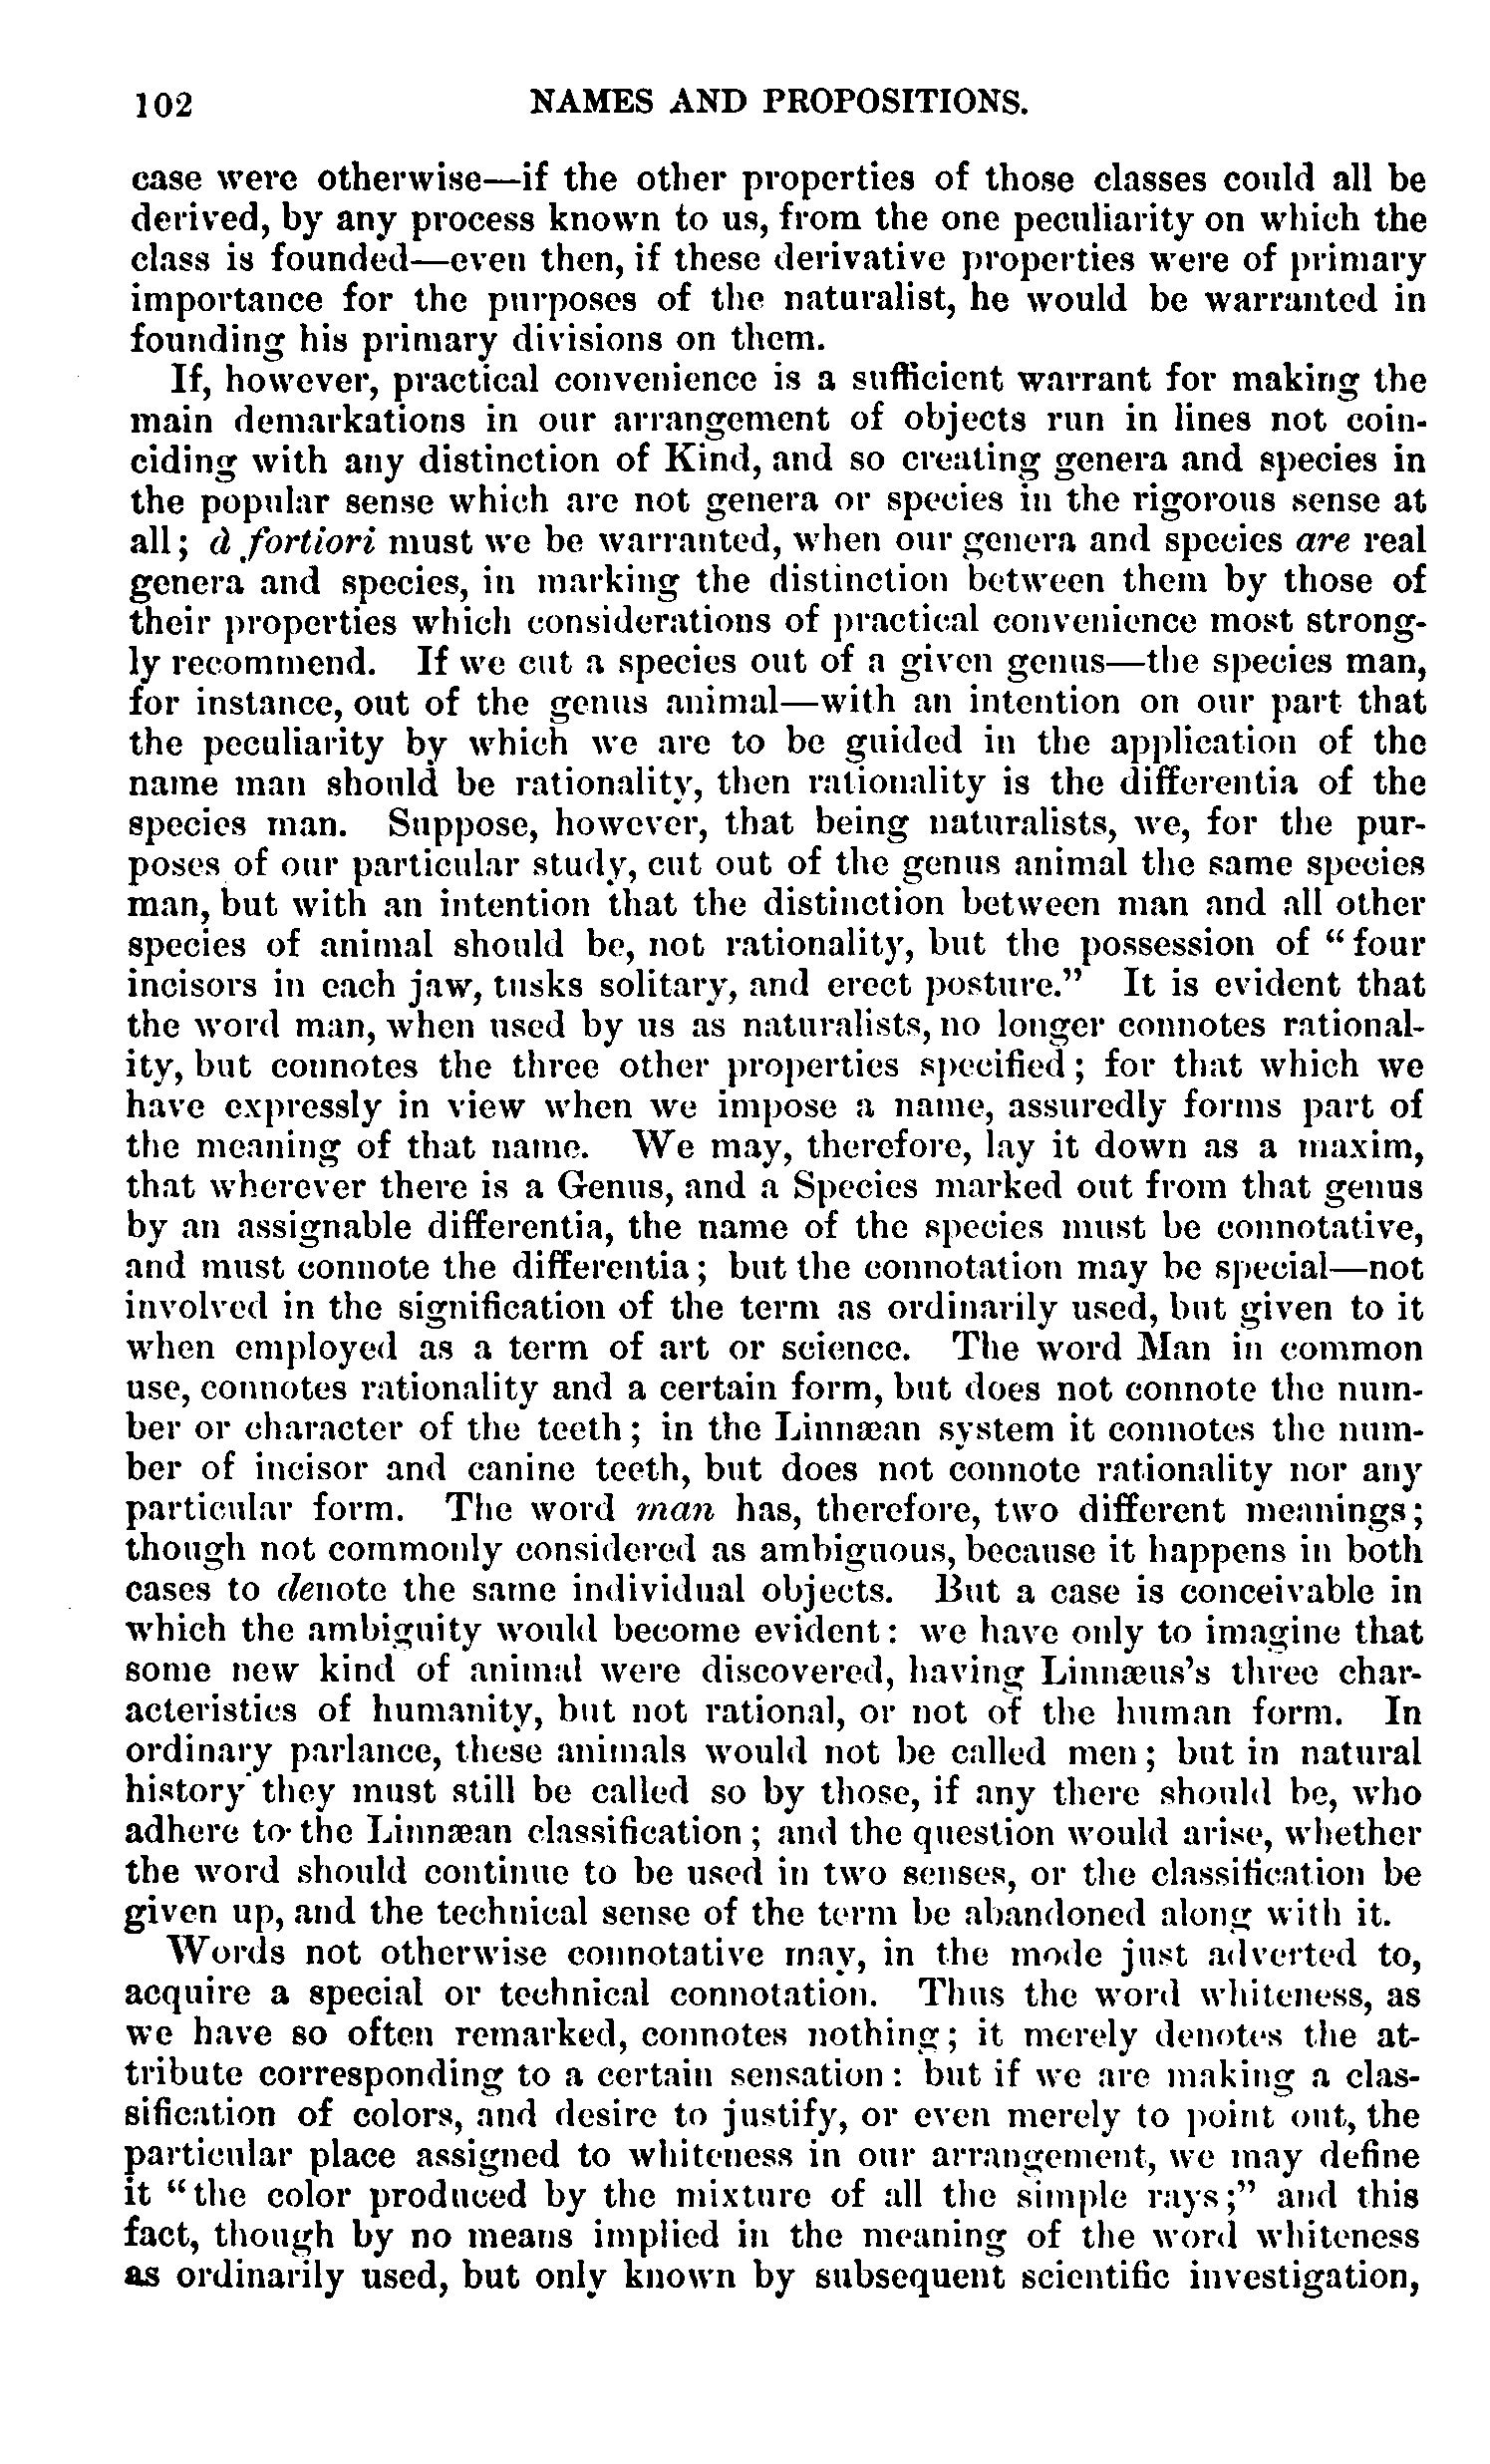 102 NAMES AND PROPOSITIONS.
case were otherwise—if the other properties of those classes could all be
derived, by any process known to us, from the one peculiarity on which the
class is founded—even then, if these derivative properties were of primary
importance for the purposes of the naturalist, he would be warranted in
founding his primary divisions on them.
If, however, practical convenience is a sufficient warrant for making the
main demarkations in our arrangement of objects run in lines not coin-
ciding with any distinction of Kind, and so creating genera and species in
the popular sense which are not genera or species in the rigorous sense at
all; à fortiori must we be warranted, when our genera and species are real
genera and species, in marking the distinction between them by those of
their properties which considerations of practical convenience most strong-
ly recommend. If we cut a species out of a given genus—the species man,
for instance, out of the genus animal—with an intention on our part that
the peculiarity by which we are to be guided in the application of the
name man should be rationality, then rationality is the differentia of the
species man. Suppose, however, that being naturalists, we, for the pur-
poses of our particular study, cut out of the genus animal the same species
man, but with an intention that the distinction between man and all other
species of animal should be, not rationality, but the possession of “four
incisors in each jaw, tusks solitary, and erect posture.” It is evident that
the word man, when used by us as naturalists, no longer connotes rational-
ity, but connotes the three other properties specified; for that which we
have expressly in view when we impose a name, assuredly forms part of
the meaning of that name. We may, therefore, lay it down as a maxim,
that wherever there is a Genus, and a Species marked out from that genus
by an assignable differentia, the name of the species must be connotative,
and must connote the differentia; but the connotation may be special—not
involved in the signification of the term as ordinarily used, but given to it
when employed as a term of art or science. The word Man in common
use, connotes rationality and a certain form, but does not connote the num-
ber or character of the teeth; in the Linnæan system it connotes the num-
ber of incisor and canine teeth, but does not connote rationality nor any
particular form. The word man has, therefore, two different meanings;
though not commonly considered as ambiguous, because it happens in both
cases to denote the same individual objects. But a case is conceivable in
which the ambiguity would become evident: we have only to imagine that
some new kind of animal were discovered, having Linnæus’s three char-
acteristics of humanity, but not rational, or not of the human form. In
ordinary parlance, these animals would not be called men; but in natural
history they must still be called so by those, if any there should be, who
adhere to the Linnæan classification; and the question would arise, whether
the word should continue to be used in two senses, or the classification be
given up, and the technical sense of the term be abandoned along with it.
Words not otherwise connotative may, in the mode just adverted to,
acquire a special or technical connotation. Thus the word whiteness, as
we have so often remarked, connotes nothing; it merely denotes the at-
tribute corresponding to a certain sensation: but if we are making a clas-
sification of colors, and desire to justify, or even merely to point out, the
particular place assigned to whiteness in our arrangement, we may define
it “the color produced by the mixture of all the simple rays;” and this
fact, though by no means implied in the meaning of the word whiteness
as ordinarily used, but only known by subsequent scientific investigation,